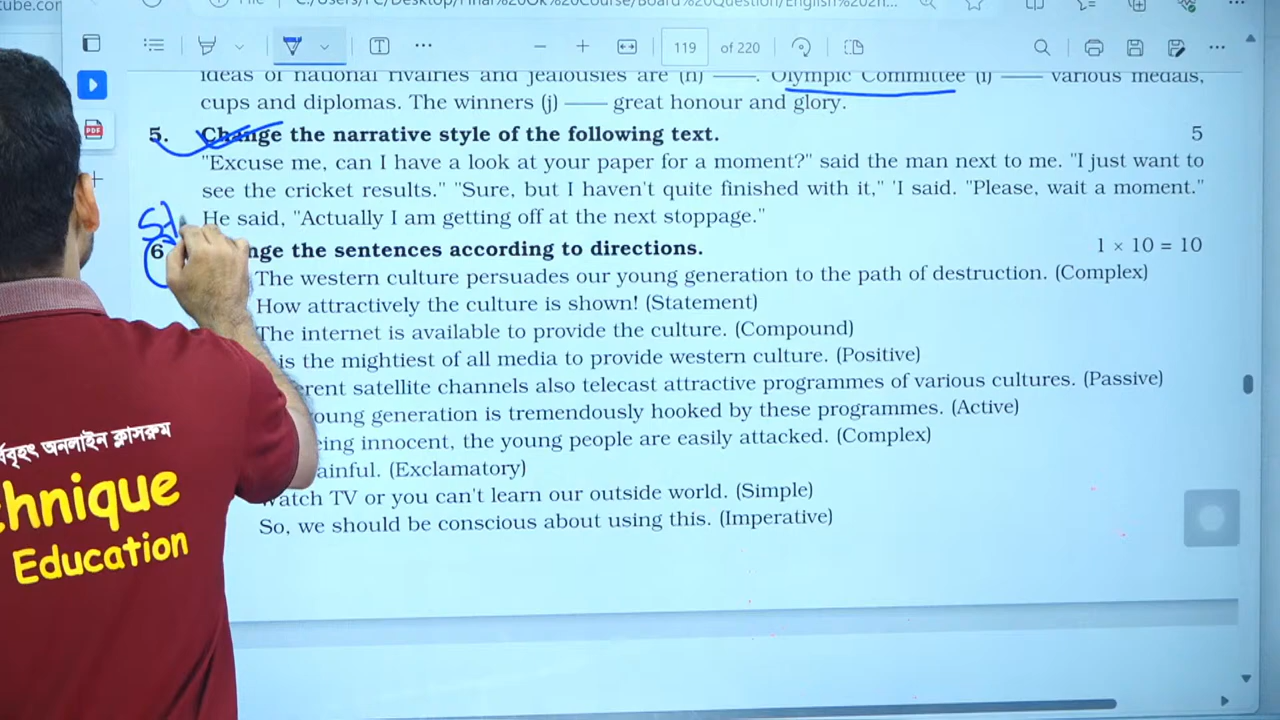 tube.com
119 of 220
ideas of national rivalries and jealousies are (h) ——. Olympic Committee (i) —— various medals,
cups and diplomas. The winners (j) —— great honour and glory.
5. Change the narrative style of the following text. 5
"Excuse me, can I have a look at your paper for a moment?" said the man next to me. "I just want to
see the cricket results." "Sure, but I haven't quite finished with it," 'I said. "Please, wait a moment."
He said, "Actually I am getting off at the next stoppage."
6 nge the sentences according to directions. 1 × 10 = 10
The western culture persuades our young generation to the path of destruction. (Complex)
How attractively the culture is shown! (Statement)
The internet is available to provide the culture. (Compound)
is the mightiest of all media to provide western culture. (Positive)
erent satellite channels also telecast attractive programmes of various cultures. (Passive)
oung generation is tremendously hooked by these programmes. (Active)
eing innocent, the young people are easily attacked. (Complex)
ainful. (Exclamatory)
Watch TV or you can't learn our outside world. (Simple)
So, we should be conscious about using this. (Imperative)
র্ববৃহৎ অনলাইন ক্লাসরুম
chnique
Education